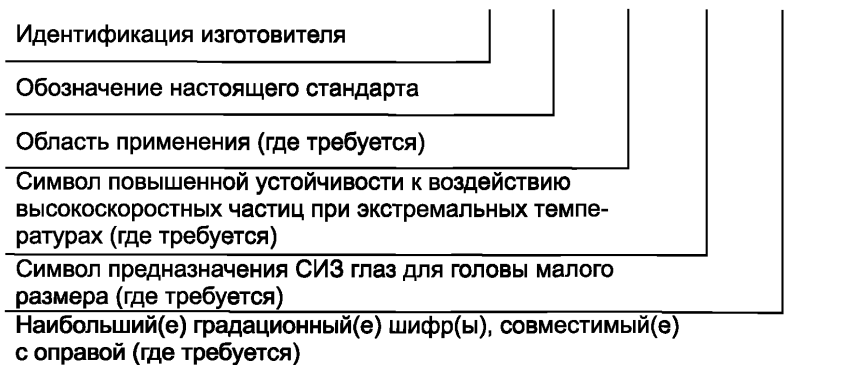 Идентификация изготовителя
Обозначение настоящего стандарта
Область применения (где требуется)
Символ повышенной устойчивости к воздействию
высокоскоростных частиц при экстремальных темпе-
ратурах (где требуется)
Символ предназначения СИЗ глаз для головы малого
размера (где требуется)
Наибольший(е) градационный(е) шифр(ы), совместимый(е)
с оправой (где требуется)